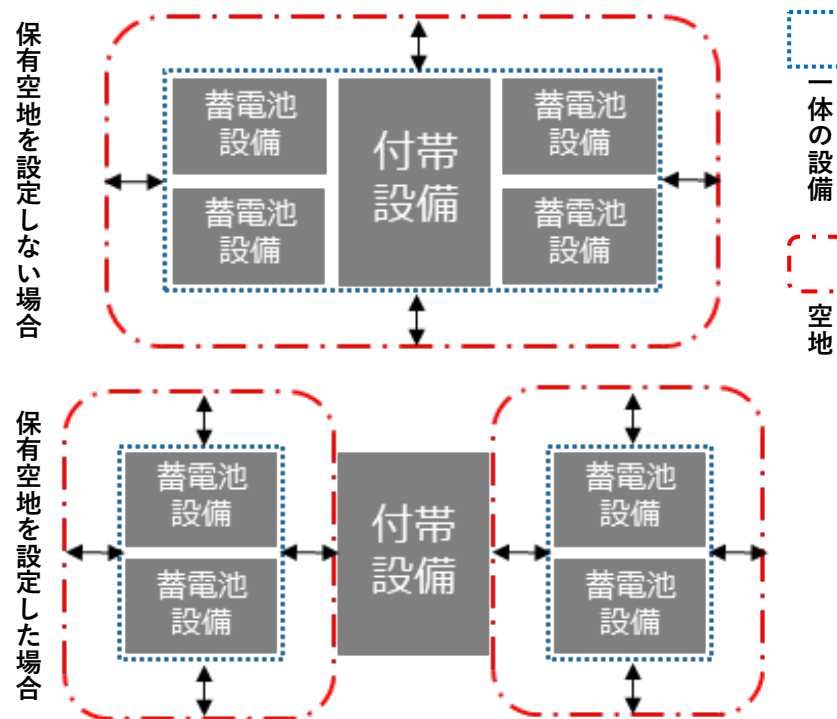 保有空地を設定しない場合
蓄電池
設備
蓄電池
設備
付帯
設備
蓄電池
設備
蓄電池
設備
一体の設備
空地
保有空地を設定した場合
蓄電池
設備
蓄電池
設備
付帯
設備
蓄電池
設備
蓄電池
設備